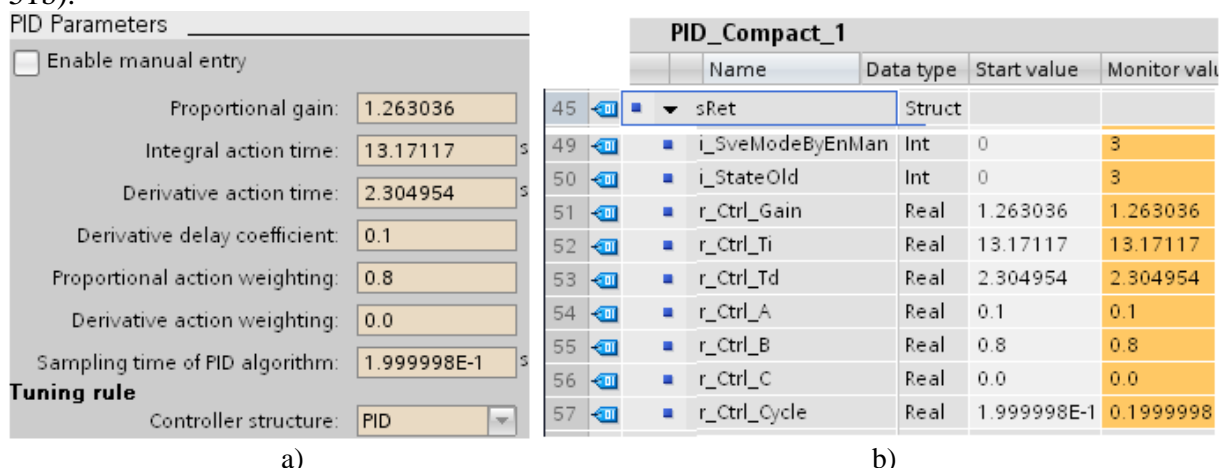 PID Parameters
Enable manual entry
Proportional gain: 1.263036
Integral action time: 13.17117 s
Derivative action time: 2.304954 s
Derivative delay coefficient: 0.1
Proportional action weighting: 0.8
Derivative action weighting: 0.0
Sampling time of PID algorithm: 1.999998E-1 s
Tuning rule
Controller structure: PID
a)
PID_Compact_1
Name Data type Start value Monitor valu
45 sRet Struct
49 i_SveModeByEnMan Int 0 3
50 i_StateOld Int 0 3
51 r_Ctrl_Gain Real 1.263036 1.263036
52 r_Ctrl_Ti Real 13.17117 13.17117
53 r_Ctrl_Td Real 2.304954 2.304954
54 r_Ctrl_A Real 0.1 0.1
55 r_Ctrl_B Real 0.8 0.8
56 r_Ctrl_C Real 0.0 0.0
57 r_Ctrl_Cycle Real 1.999998E-1 0.1999998
b)